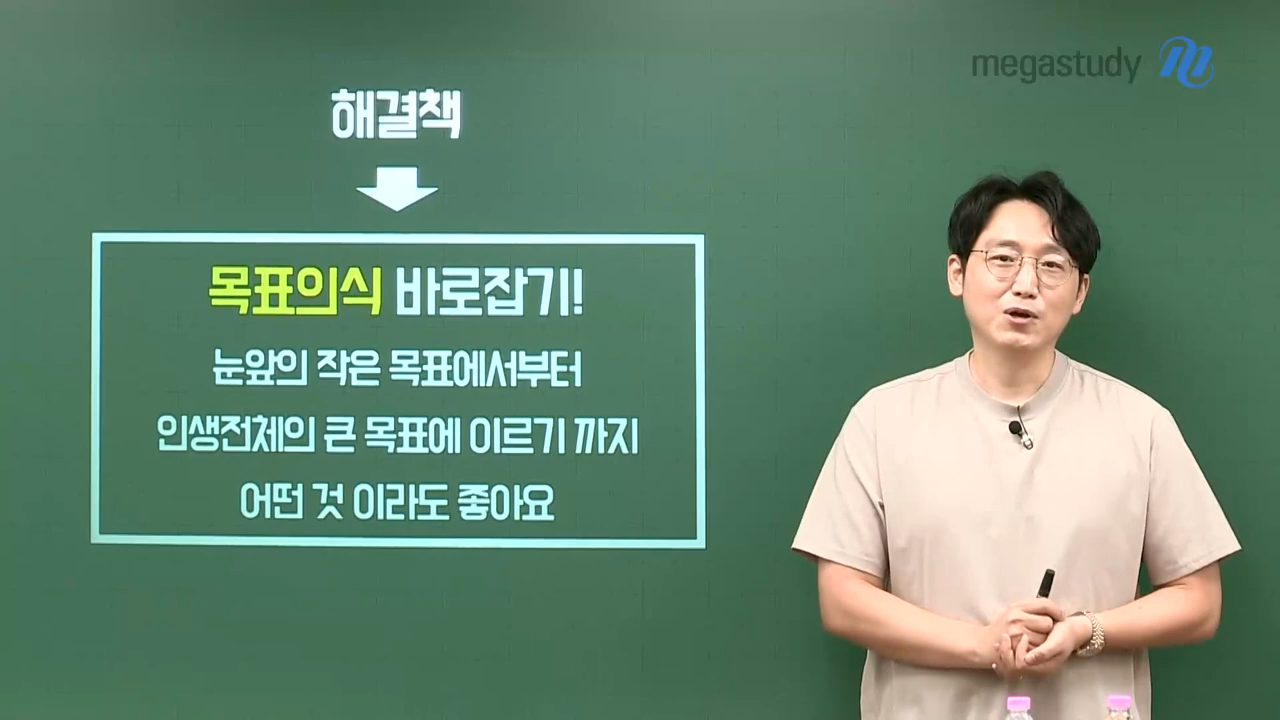 megastudy
해결책
목표의식 바로잡기!
눈앞의 작은 목표에서부터
인생전체의 큰 목표에 이르기 까지
어떤 것 이라도 좋아요